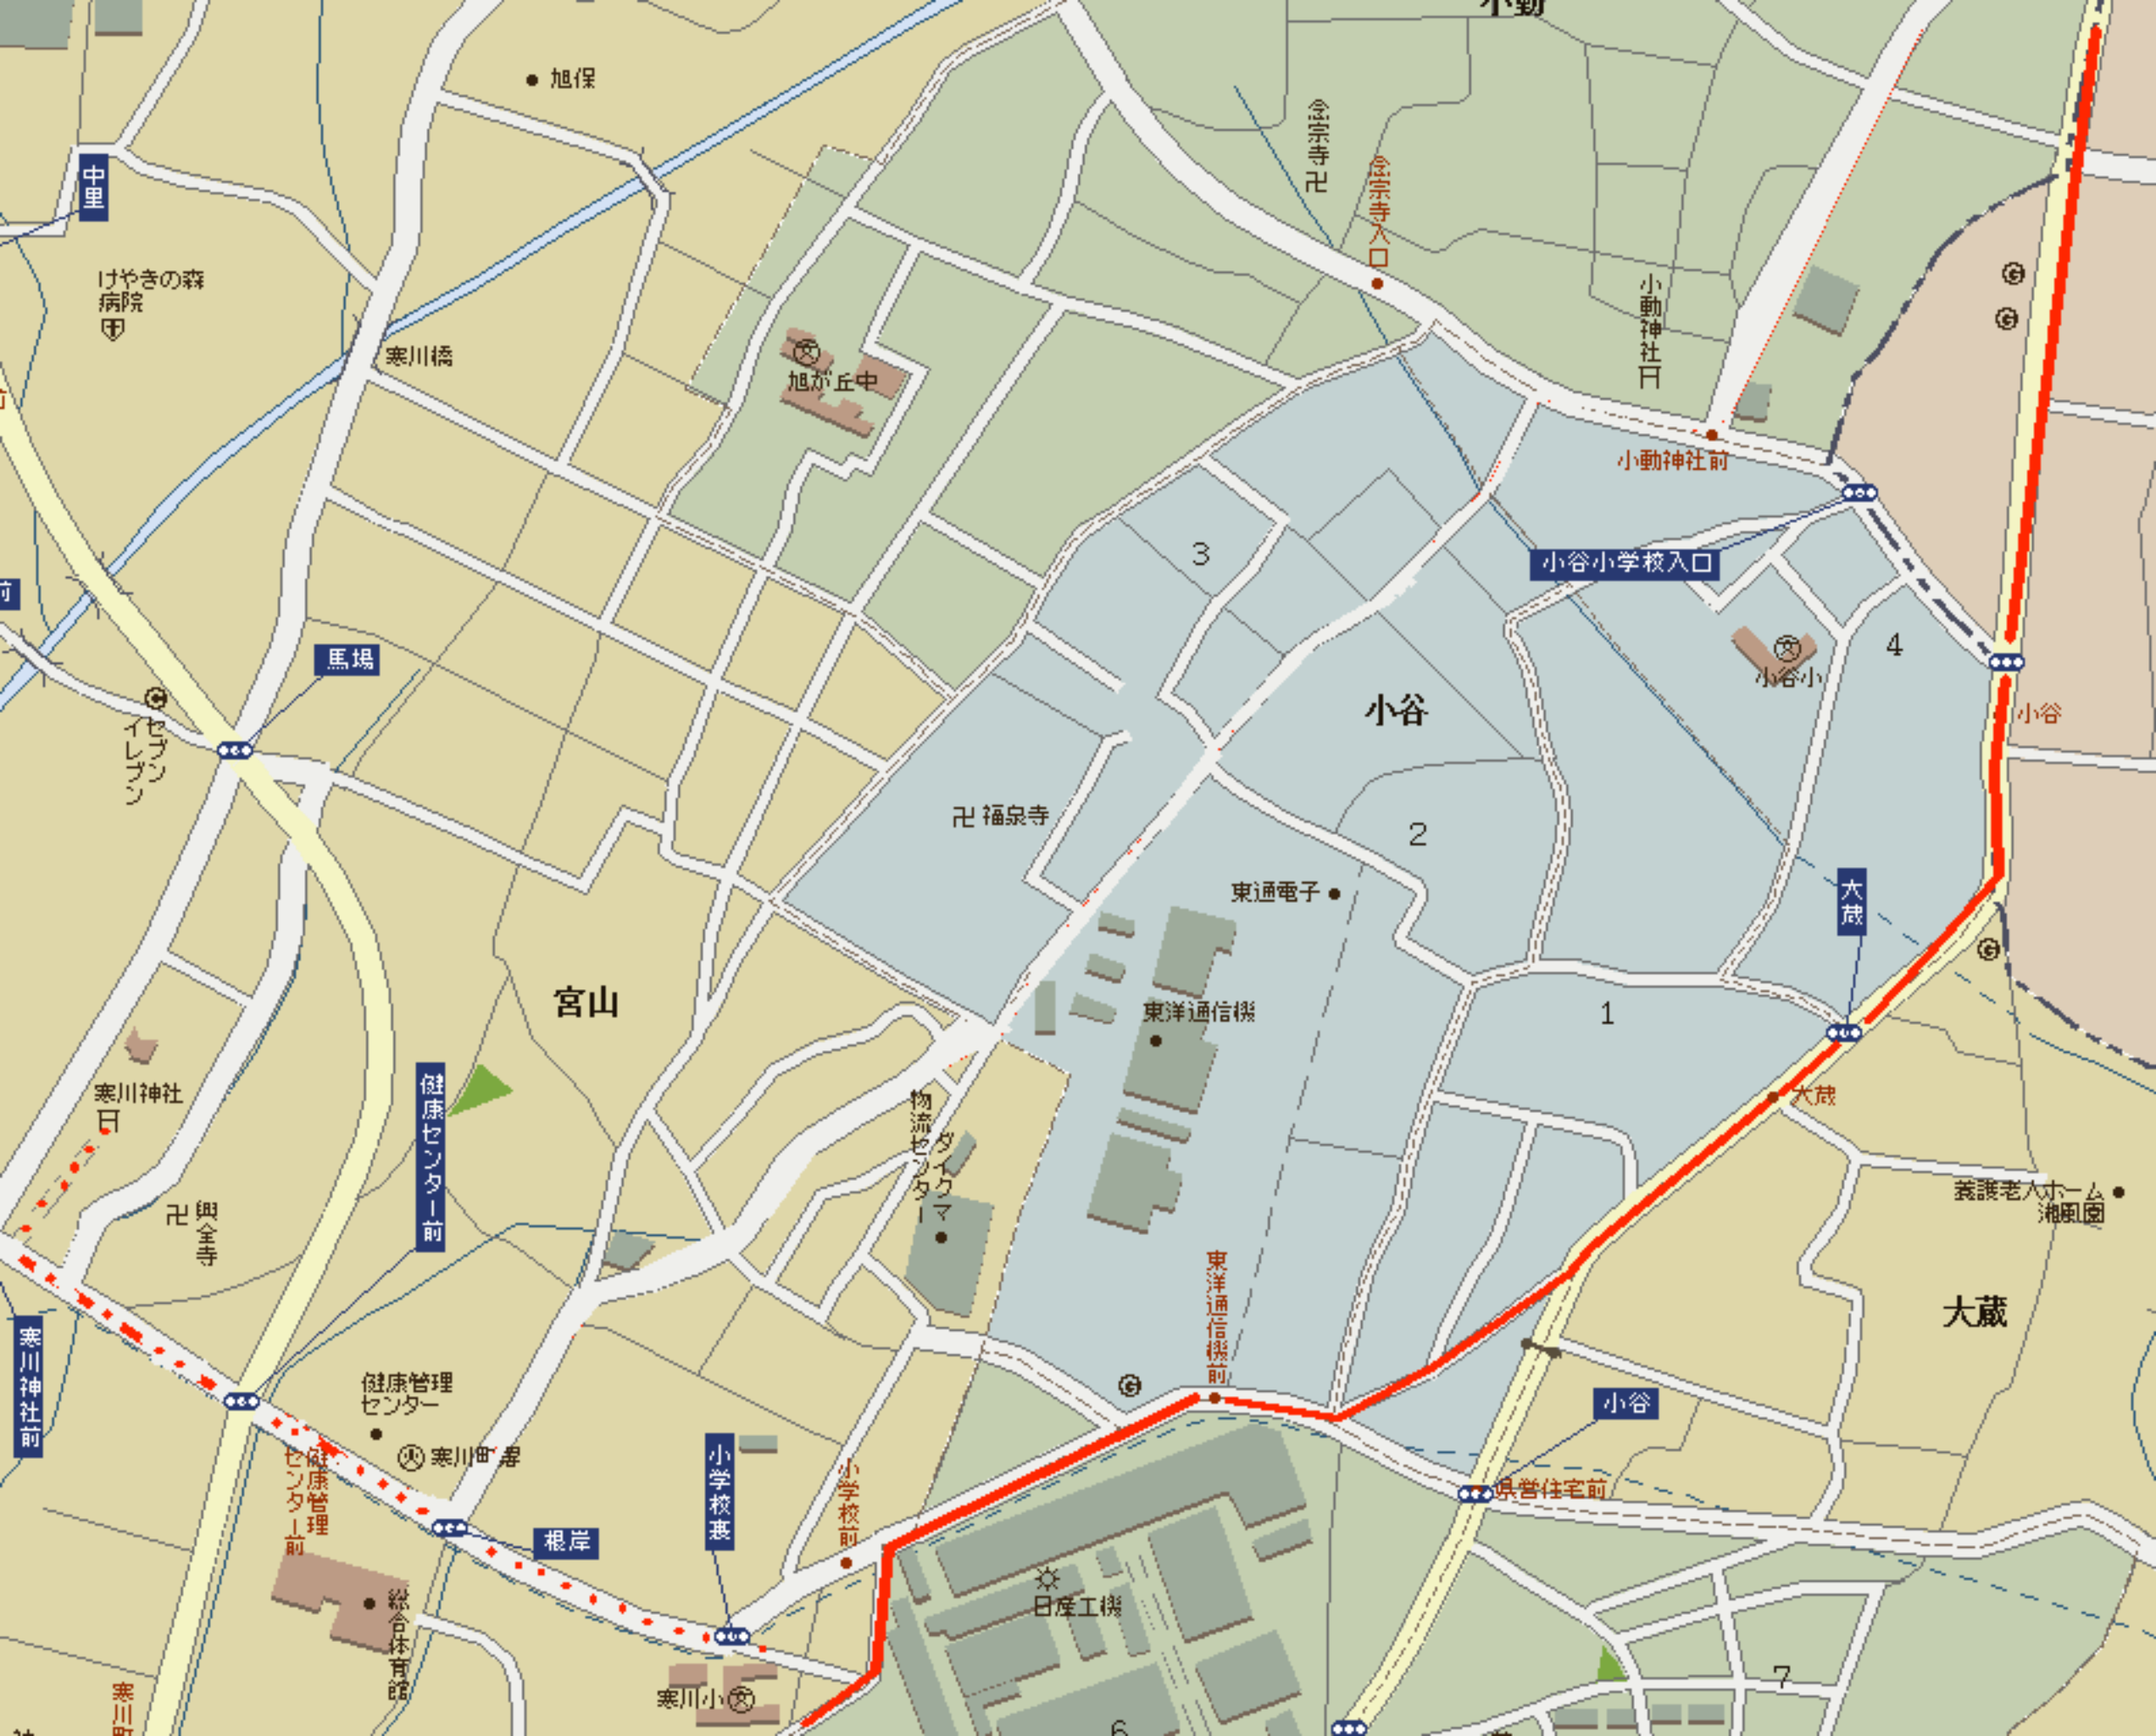 小動
旭保
念宗寺
卍
念宗寺入口
中里
けやきの森
病院
寒川橋
小動神社
旭が丘中
文
小動神社前
小谷小学校入口
3
4
前
馬場
文
小谷小
小谷
小谷
セブン
イレブン
卍福泉寺
2
東通電子
大蔵
宮山
東洋通信機
1
寒川神社
大蔵
健康センター前
ダイクマ
物流センター
養護老人ホーム
湘風園
卍興全寺
東洋通信機前
大蔵
寒川神社前
健康管理
センター
小谷
寒川町署
健康管理
センター前
小学校裏
小学校前
県営住宅前
根岸
総合体育館
日産工機
寒川小
文
7
6
寒川町
G
G
G
G